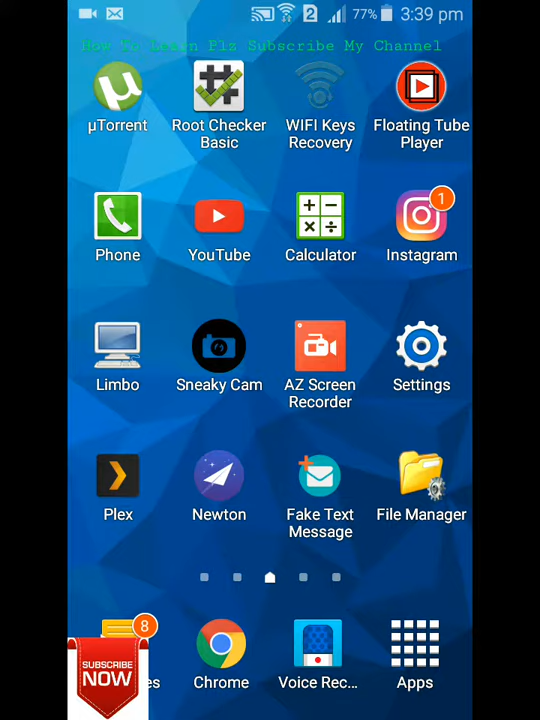 2 77% 3:39 pm
How To Learn Plz Subscribe My Channel
µTorrent
Root Checker
Basic
WIFI Keys
Recovery
Floating Tube
Player
Phone
YouTube
Calculator
1
Instagram
Limbo
Sneaky Cam
AZ Screen
Recorder
Settings
Plex
Newton
Fake Text
Message
File Manager
8
SUBSCRIBE
NOW
es
Chrome
Voice Rec...
Apps